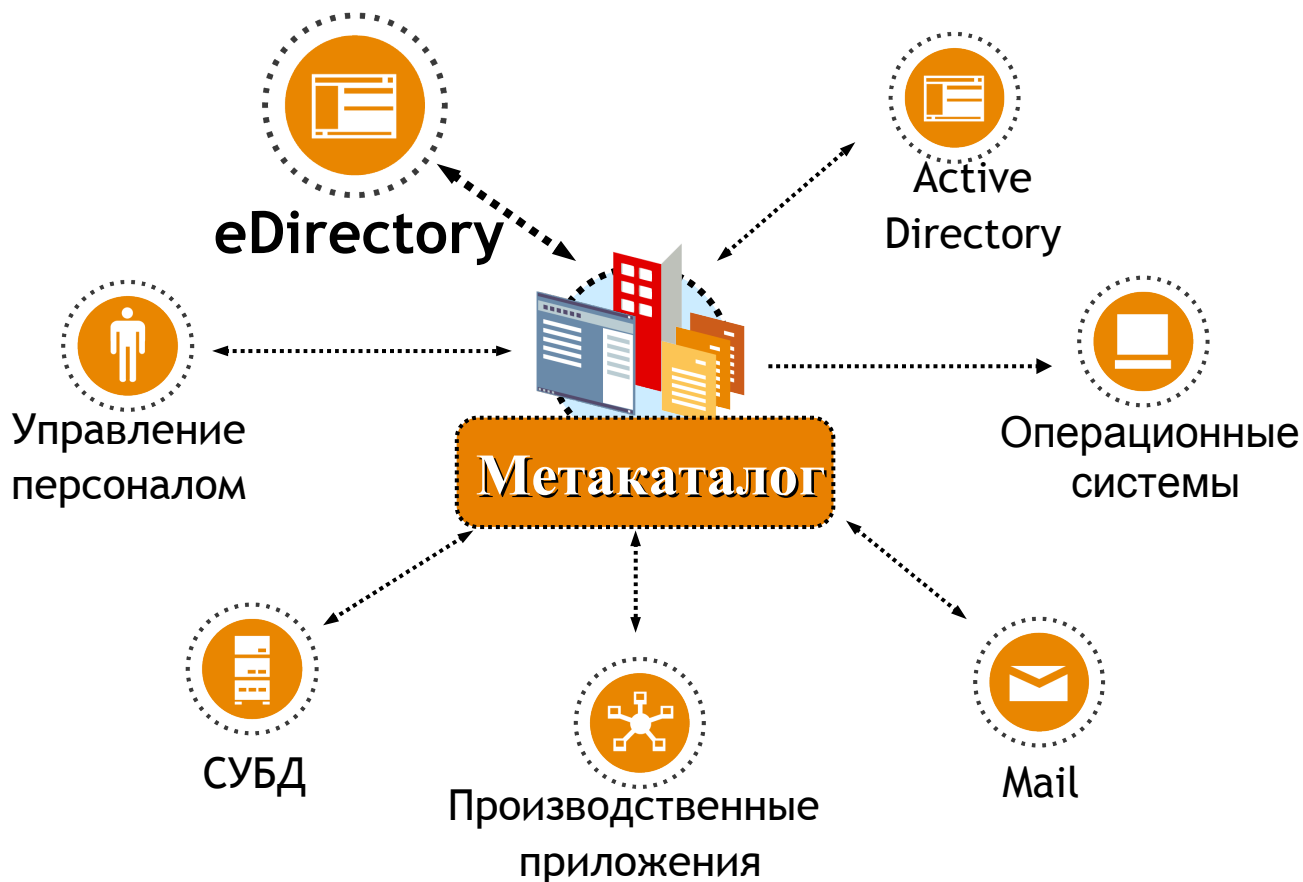 eDirectory
Active
Directory
Управление
персоналом
Операционные
системы
Метакаталог
СУБД
Производственные
приложения
Mail